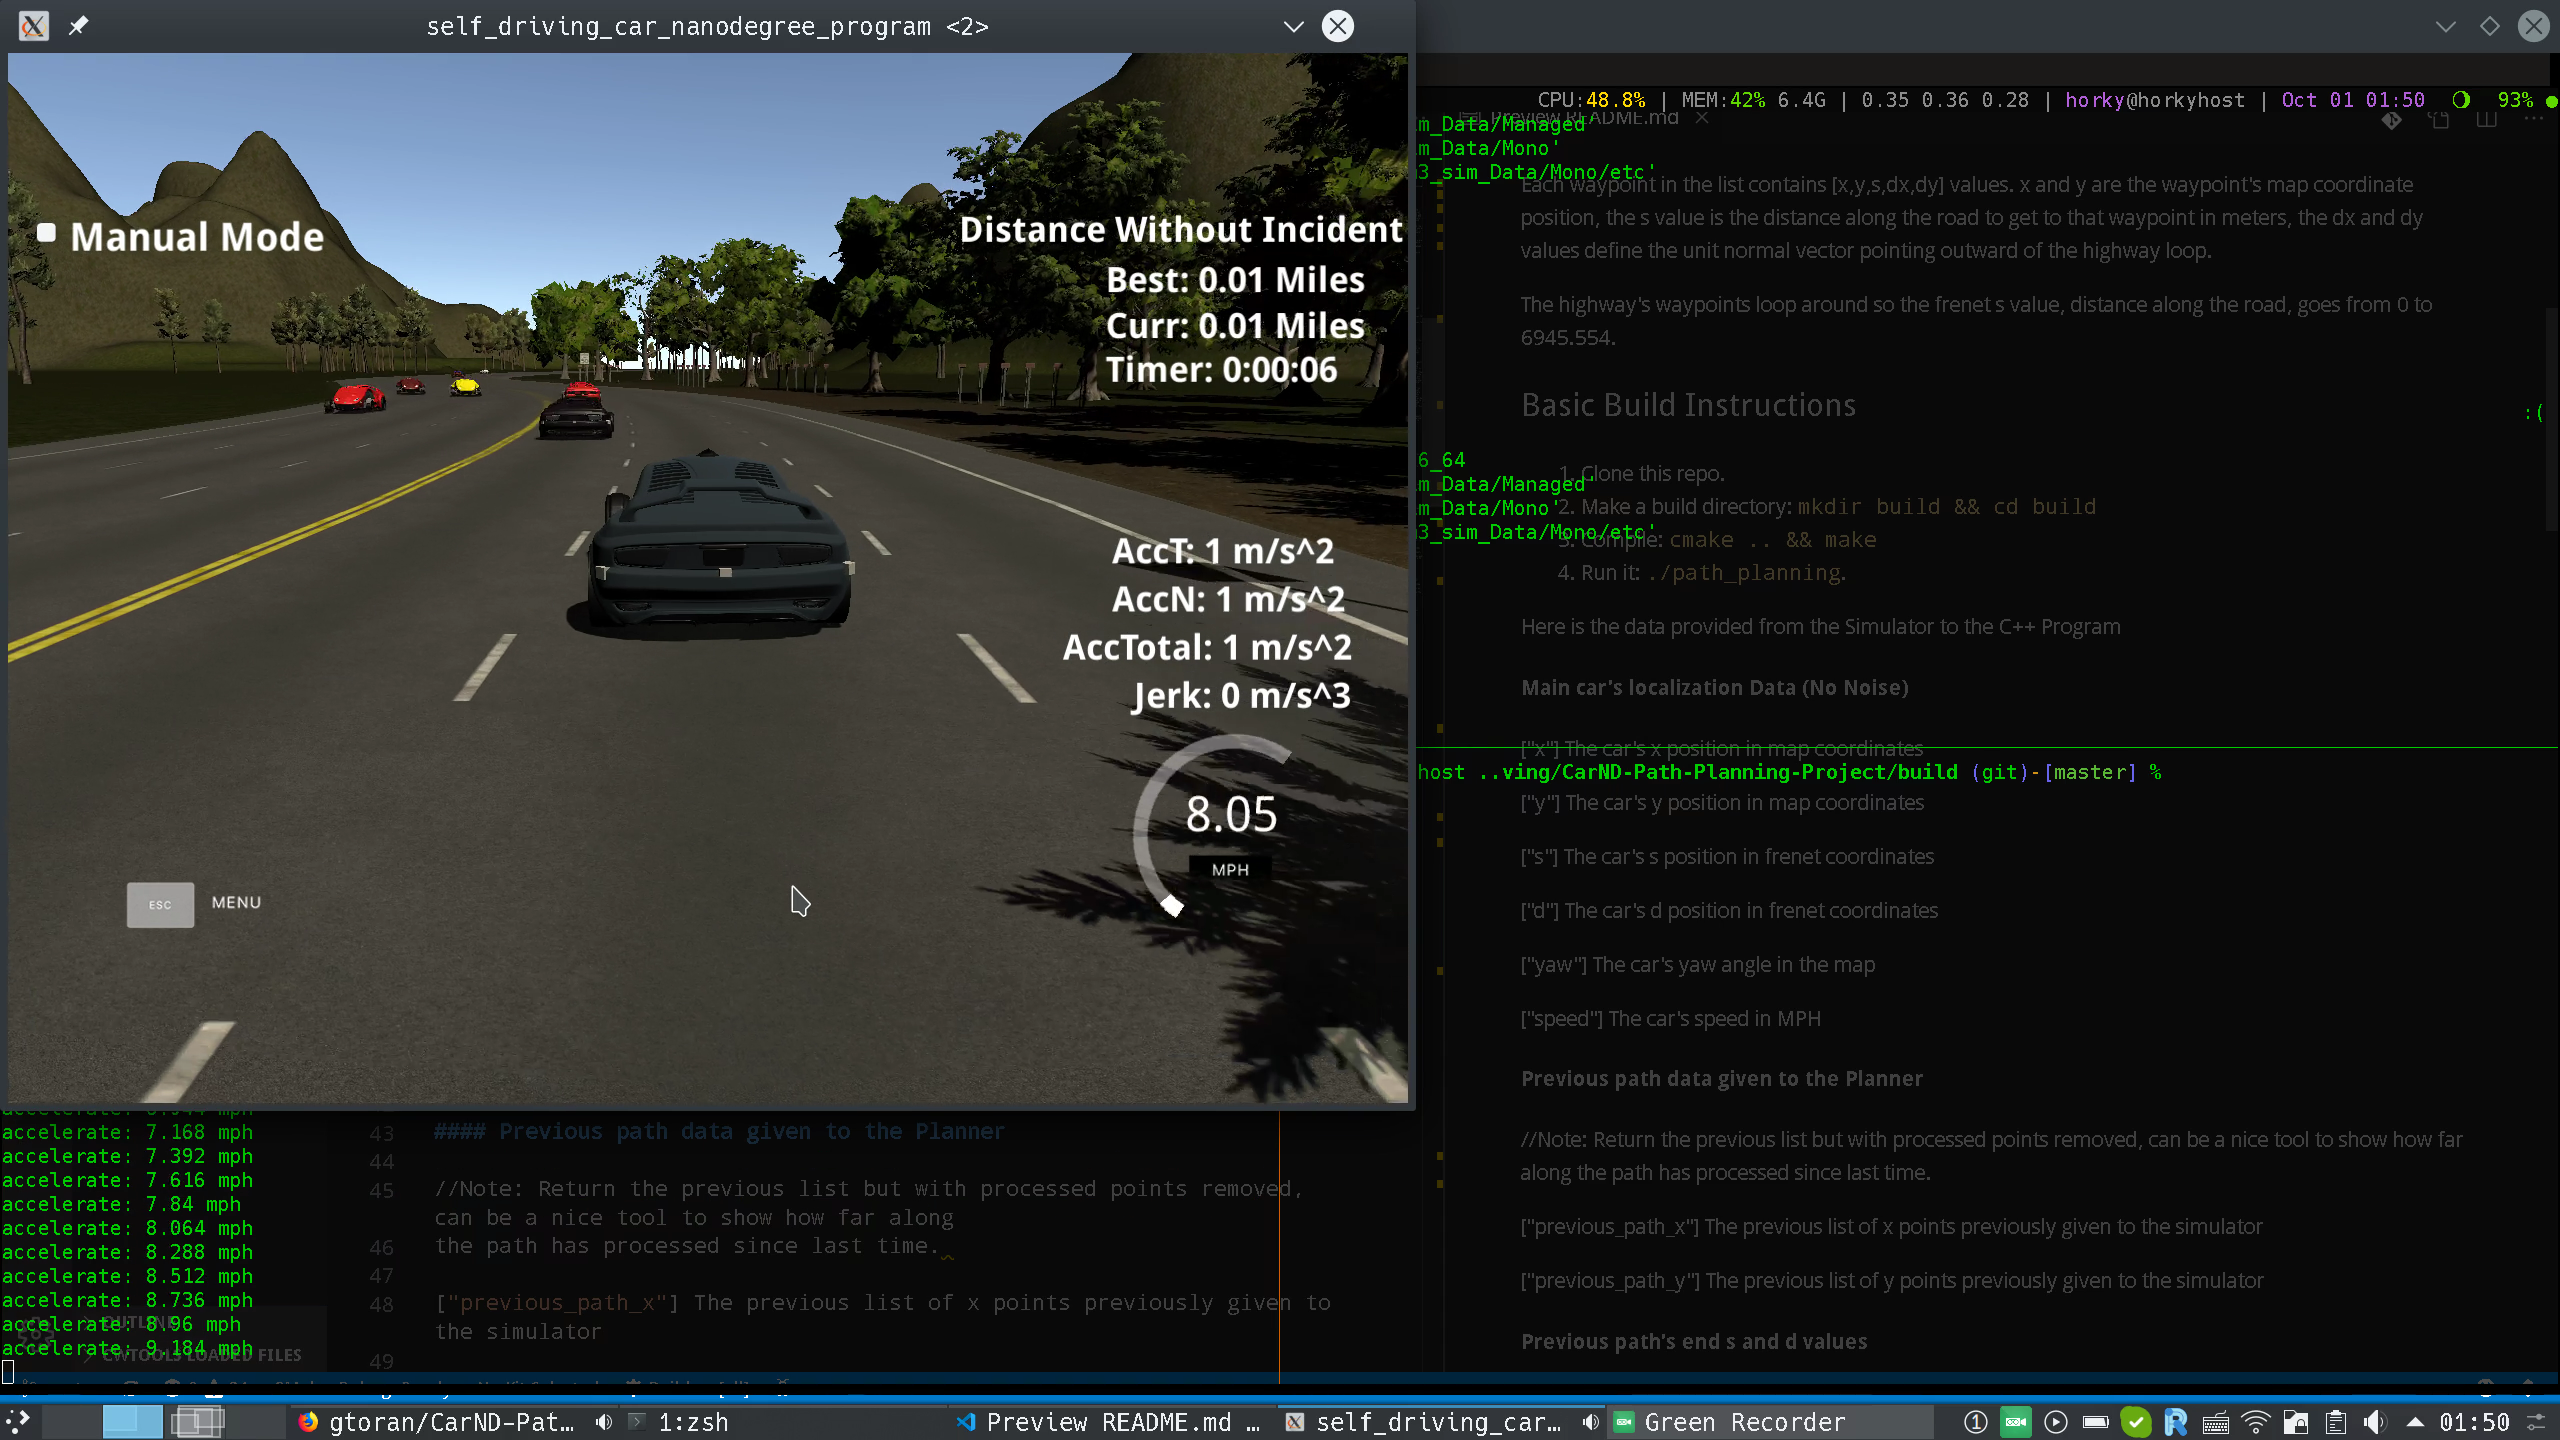 self_driving_car_nanodegree_program <2>
Manual Mode
Distance Without Incident
Best: 0.01 Miles
Curr: 0.01 Miles
Timer: 0:00:06
AccT: 1 m/s^2
AccN: 1 m/s^2
AccTotal: 1 m/s^2
Jerk: 0 m/s^3
8.05
MPH
ESC MENU
CPU:48.8% | MEM:42% 6.4G | 0.35 0.36 0.28 | horky@horkyhost | Oct 01 01:50 93%
Preview README.md
m_Data/Managed'
m_Data/Mono'
3_sim_Data/Mono/etc'
Each waypoint in the list contains [x,y,s,dx,dy] values. x and y are the waypoint's map coordinate
position, the s value is the distance along the road to get to that waypoint in meters, the dx and dy
values define the unit normal vector pointing outward of the highway loop.
The highway's waypoints loop around so the frenet s value, distance along the road, goes from 0 to
6945.554.
Basic Build Instructions
:(
6_64
1. Clone this repo.
m_Data/Managed'
2. Make a build directory: mkdir build && cd build
m_Data/Mono'
3_sim_Data/Mono/etc'
3. Compile: cmake .. && make
4. Run it: ./path_planning.
Here is the data provided from the Simulator to the C++ Program
Main car's localization Data (No Noise)
["x"] The car's x position in map coordinates
host ..ving/CarND-Path-Planning-Project/build (git)-[master] %
["y"] The car's y position in map coordinates
["s"] The car's s position in frenet coordinates
["d"] The car's d position in frenet coordinates
["yaw"] The car's yaw angle in the map
["speed"] The car's speed in MPH
Previous path data given to the Planner
//Note: Return the previous list but with processed points removed, can be a nice tool to show how far
along the path has processed since last time.
["previous_path_x"] The previous list of x points previously given to the simulator
["previous_path_y"] The previous list of y points previously given to the simulator
Previous path's end s and d values
accelerate: 7.168 mph
accelerate: 7.392 mph
accelerate: 7.616 mph
accelerate: 7.84 mph
accelerate: 8.064 mph
accelerate: 8.288 mph
accelerate: 8.512 mph
accelerate: 8.736 mph
accelerate: 8.96 mph
accelerate: 9.184 mph
OUTLINE
CWTOOLS LOADED FILES
43 #### Previous path data given to the Planner
44
45 //Note: Return the previous list but with processed points removed,
can be a nice tool to show how far along
46 the path has processed since last time.
47
48 ["previous_path_x"] The previous list of x points previously given to
the simulator
49
gtoran/CarND-Pat... 1:zsh Preview README.md ... self_driving_car... Green Recorder 01:50